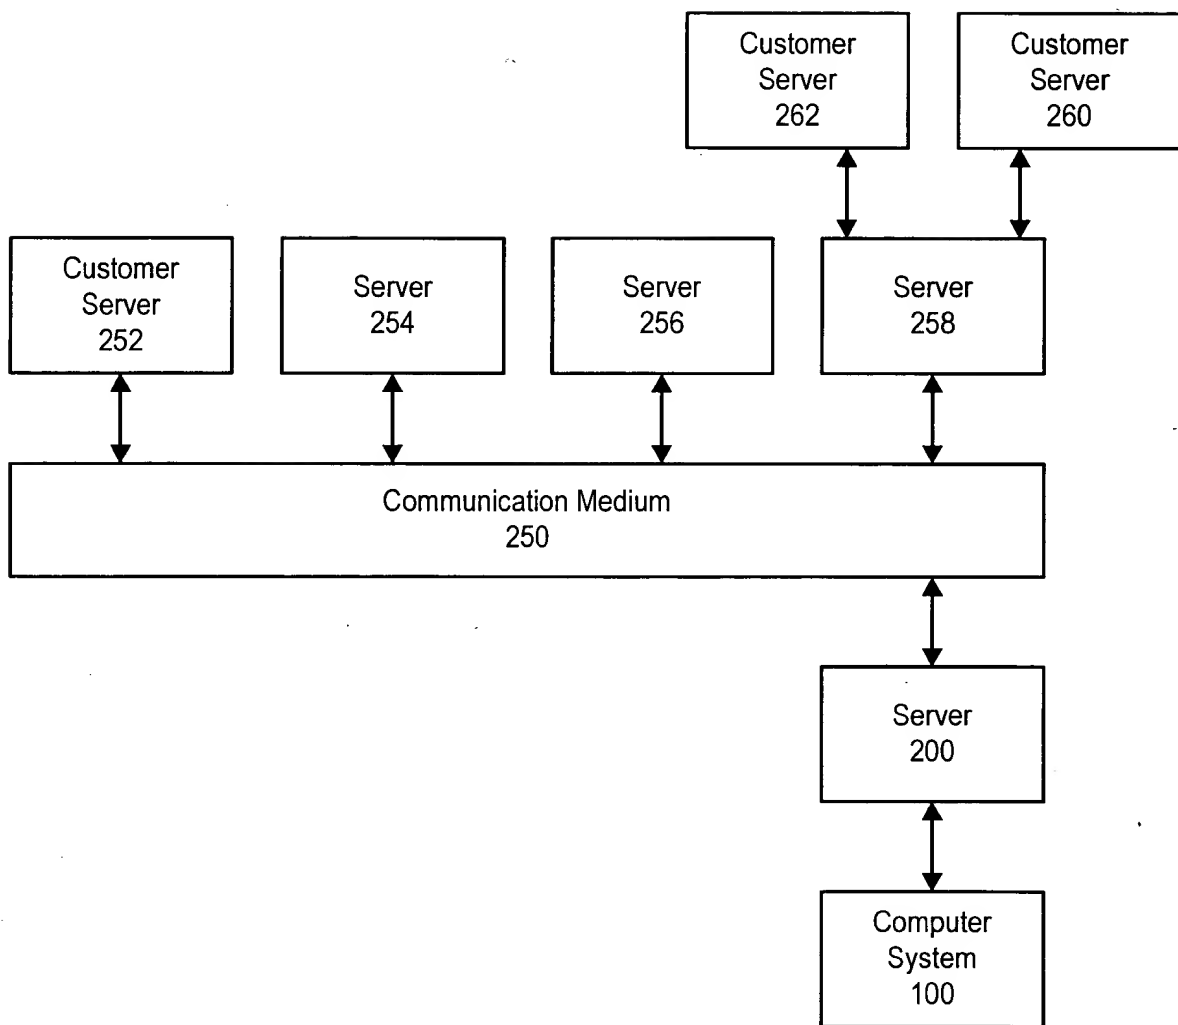 Customer
Server
262
Customer
Server
260
Customer
Server
252
Server
254
Server
256
Server
258
Communication Medium
250
Server
200
Computer
System
100